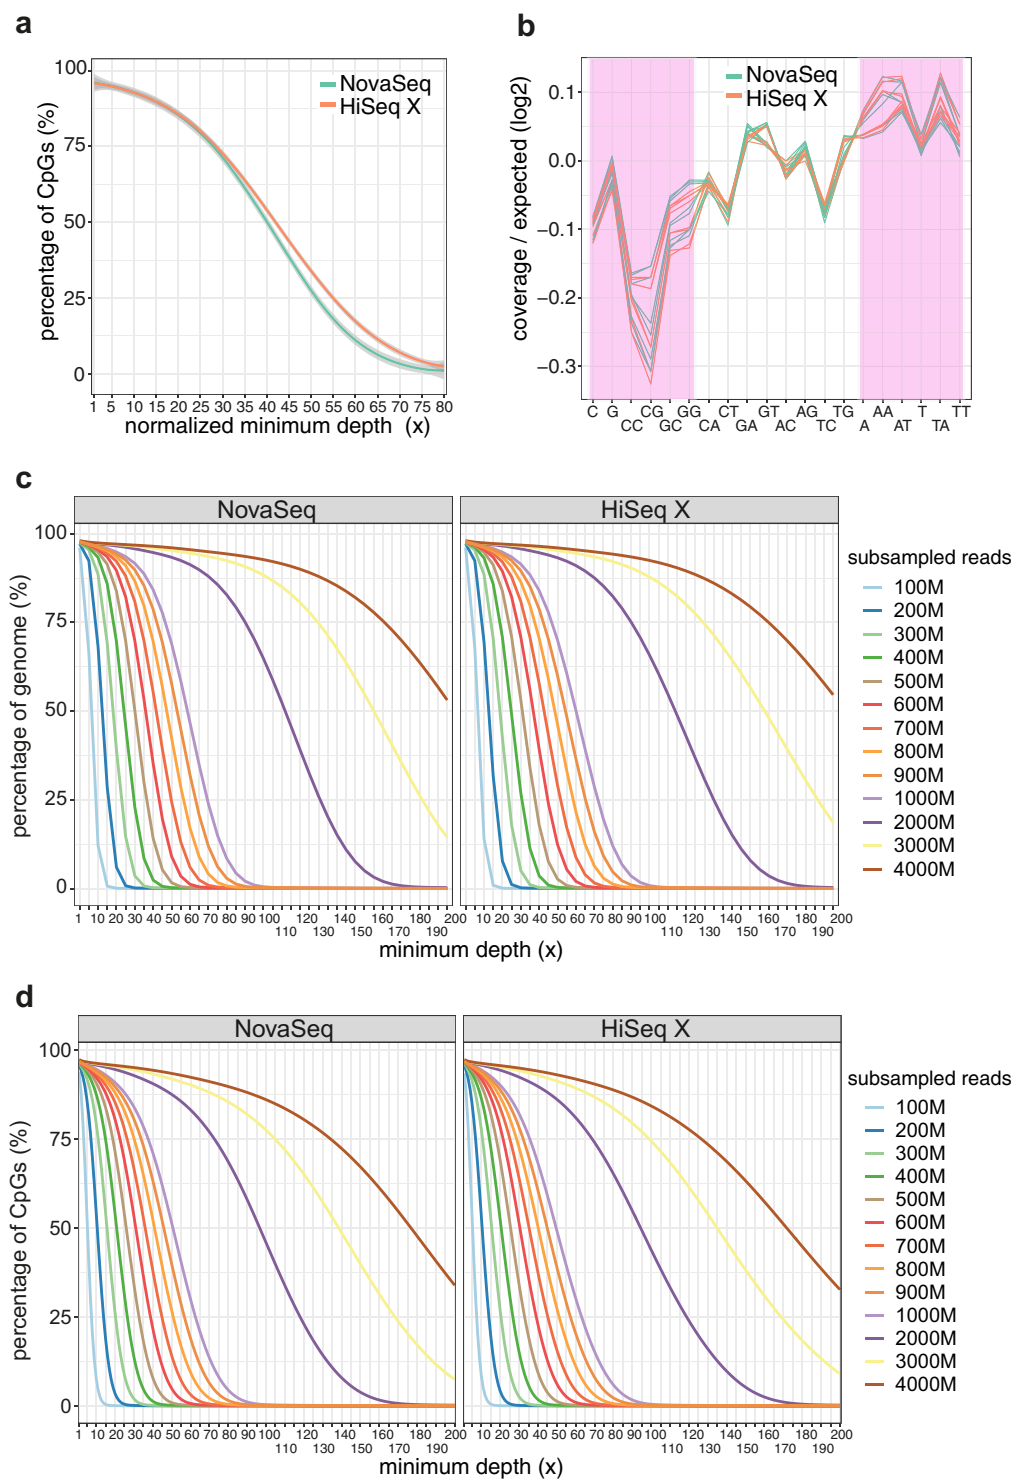 a
100
75
50
25
0
percentage of CpGs (%)
NovaSeq
HiSeq X
1 5 10 15 20 25 30 35 40 45 50 55 60 65 70 75 80
normalized minimum depth (x)
b
0.1
0.0
−0.1
−0.2
−0.3
coverage / expected (log2)
NovaSeq
HiSeq X
C G CG GG CT GT AG TG AA T TT
CC GC CA GA AC TC A AT TA
c
NovaSeq
HiSeq X
100
75
50
25
0
percentage of genome (%)
1 10 20 30 40 50 60 70 80 100 120 140 160 180 200
110 130 150 170 190
1 10 20 30 40 50 60 70 80 100 120 140 160 180 200
110 130 150 170 190
minimum depth (x)
subsampled reads
100M
200M
300M
400M
500M
600M
700M
800M
900M
1000M
2000M
3000M
4000M
d
NovaSeq
HiSeq X
100
75
50
25
0
percentage of CpGs (%)
1 10 20 30 40 50 60 70 80 100 120 140 160 180 200
110 130 150 170 190
1 10 20 30 40 50 60 70 80 100 120 140 160 180 200
110 130 150 170 190
minimum depth (x)
subsampled reads
100M
200M
300M
400M
500M
600M
700M
800M
900M
1000M
2000M
3000M
4000M